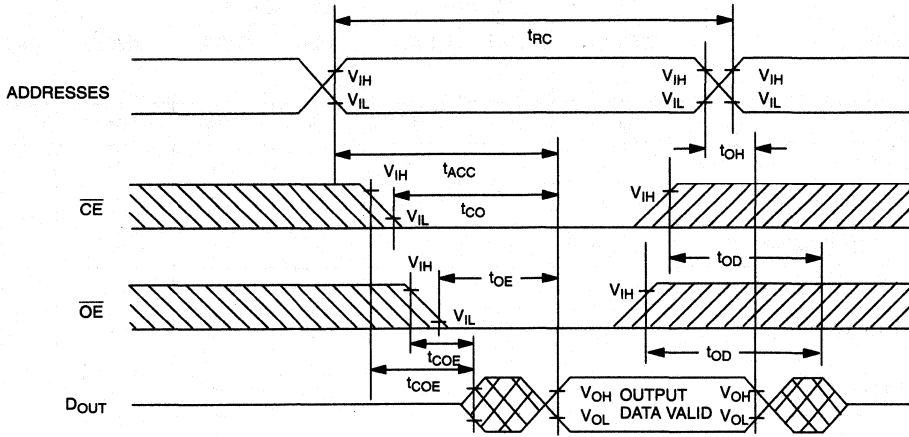 tRC
ADDRESSES
VIH
VIL
VIH
VIL
VIH
VIL
tOH
tACC
CE
VIH
tCO
VIL
VIH
tOD
OE
VIH
tOE
VIL
VIH
tOD
tCOE
tCOE
DOUT
VOH
VOL
OUTPUT
DATA VALID
VOH
VOL